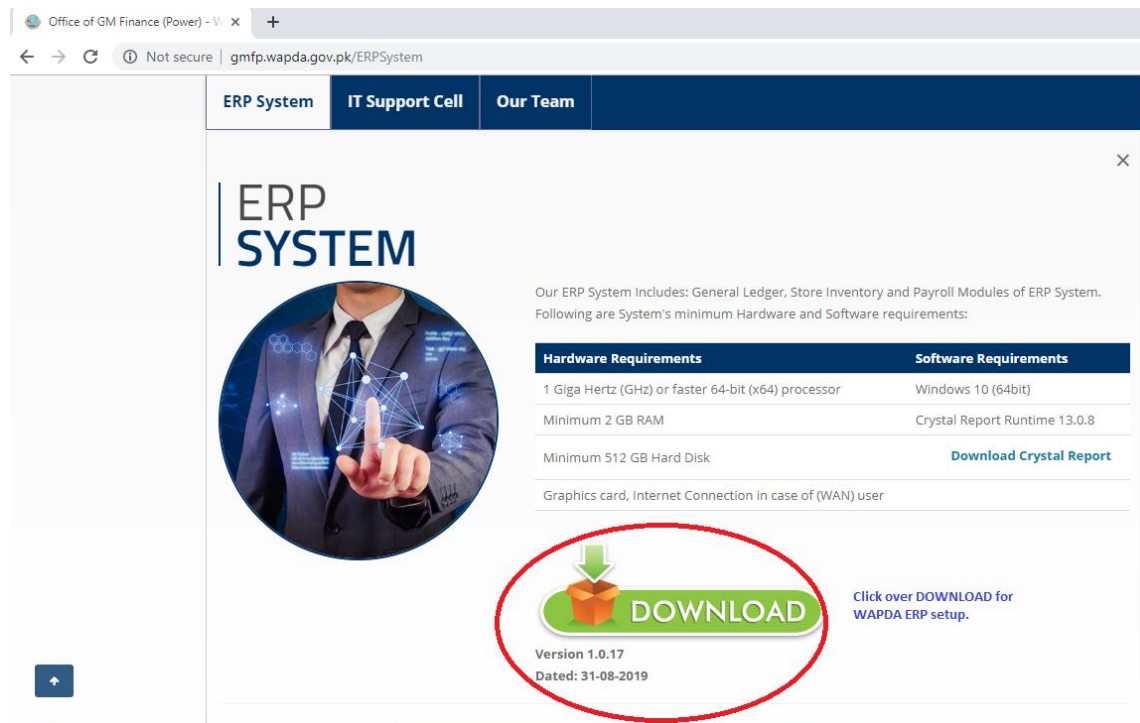 Office of GM Finance (Power) - W
Not secure | gmfp.wapda.gov.pk/ERPSystem
ERP System IT Support Cell Our Team
ERP
SYSTEM
Our ERP System Includes: General Ledger, Store Inventory and Payroll Modules of ERP System.
Following are System's minimum Hardware and Software requirements:
Hardware Requirements Software Requirements
1 Giga Hertz (GHz) or faster 64-bit (x64) processor Windows 10 (64bit)
Minimum 2 GB RAM Crystal Report Runtime 13.0.8
Minimum 512 GB Hard Disk Download Crystal Report
Graphics card, Internet Connection in case of (WAN) user
DOWNLOAD
Click over DOWNLOAD for
WAPDA ERP setup.
Version 1.0.17
Dated: 31-08-2019